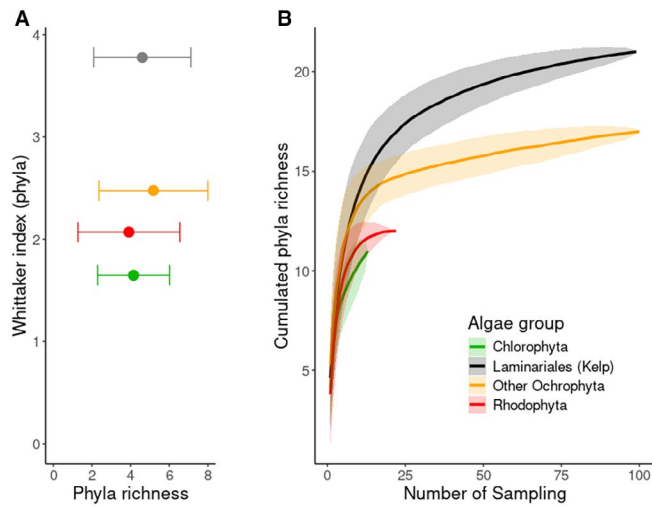 A
B
4
3
2
1
0
Whittaker index (phyla)
0 2 4 6 8
Phyla richness
20
15
10
5
Cumulated phyla richness
0 25 50 75 100
Number of Sampling
Algae group
Chlorophyta
Laminariales (Kelp)
Other Ochrophyta
Rhodophyta